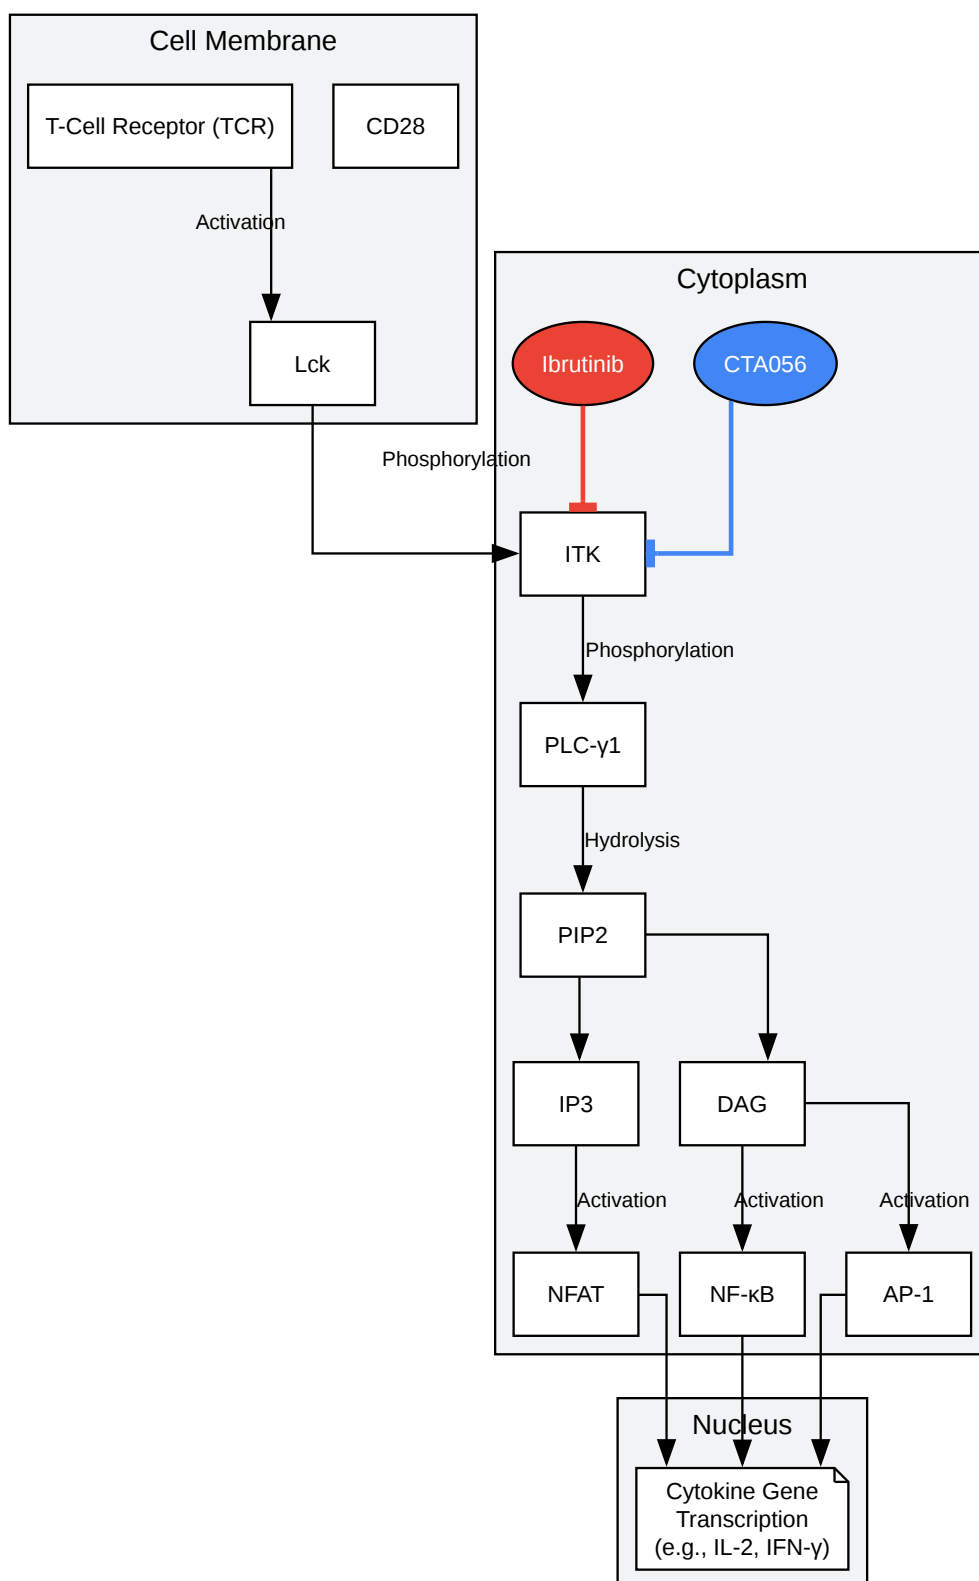 Cell Membrane
T-Cell Receptor (TCR)
CD28
Activation
Lck
Cytoplasm
Ibrutinib
CTA056
Phosphorylation
ITK
Phosphorylation
PLC-γ1
Hydrolysis
PIP2
IP3
DAG
Activation
Activation
Activation
NFAT
NF-κB
AP-1
Nucleus
Cytokine Gene
Transcription
(e.g., IL-2, IFN-γ)